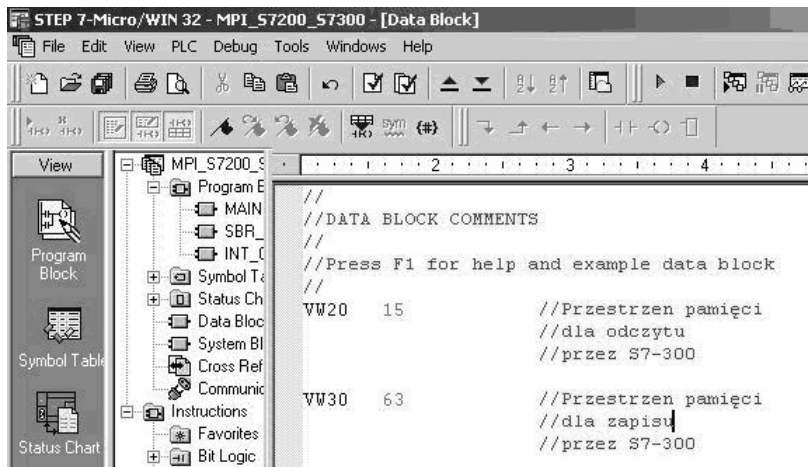 STEP 7-Micro/WIN 32 - MPI_S7200_S7300 - [Data Block]
File Edit View PLC Debug Tools Windows Help
View
MPI_S7200_S
2 3 4
Program B
MAIN
SBR_
INT_0
Program
Block
Symbol Ta
Status Ch
Data Bloc
System Bl
Cross Ref
Communic
Symbol Table
Instructions
Favorites
Bit Logic
Status Chart
//
//DATA BLOCK COMMENTS
//
//Press F1 for help and example data block
//
VW20 15 //Przestrzen pamięci
//dla odczytu
//przez S7-300
VW30 63 //Przestrzen pamięci
//dla zapisu
//przez S7-300